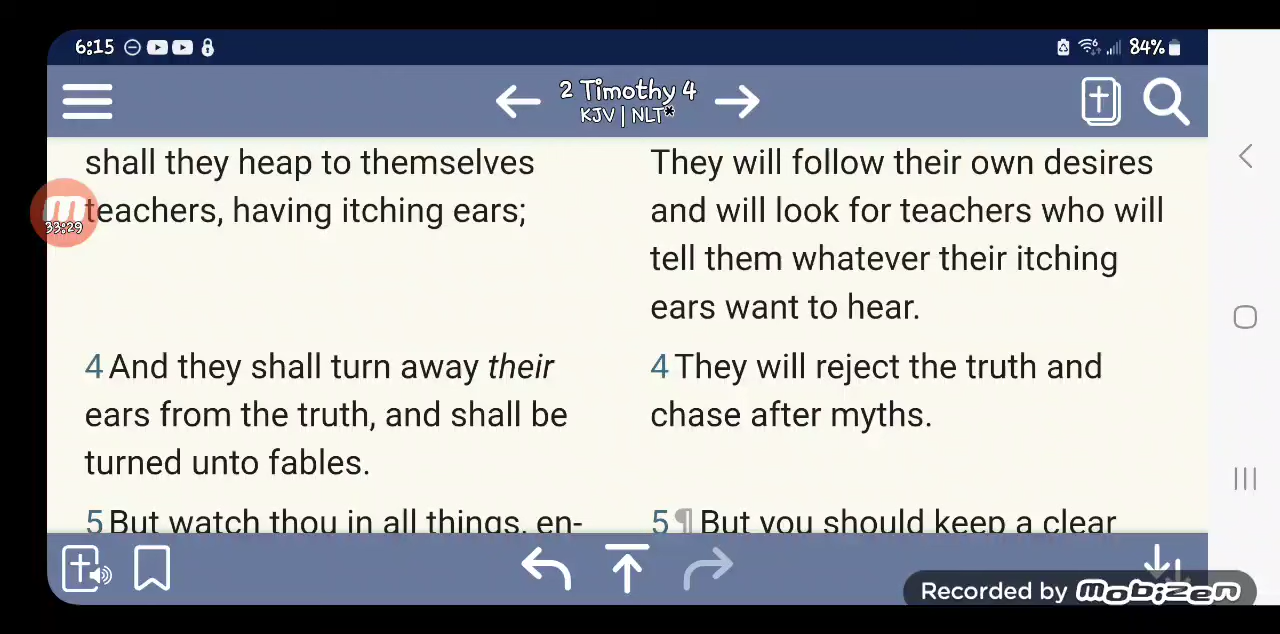 6:15
84%
2 Timothy 4
KJV | NLT*
33:29
shall they heap to themselves
teachers, having itching ears;
4 And they shall turn away their
ears from the truth, and shall be
turned unto fables.
5 But watch thou in all things, en-
They will follow their own desires
and will look for teachers who will
tell them whatever their itching
ears want to hear.
4 They will reject the truth and
chase after myths.
5 ¶ But you should keep a clear
Recorded by mobizen